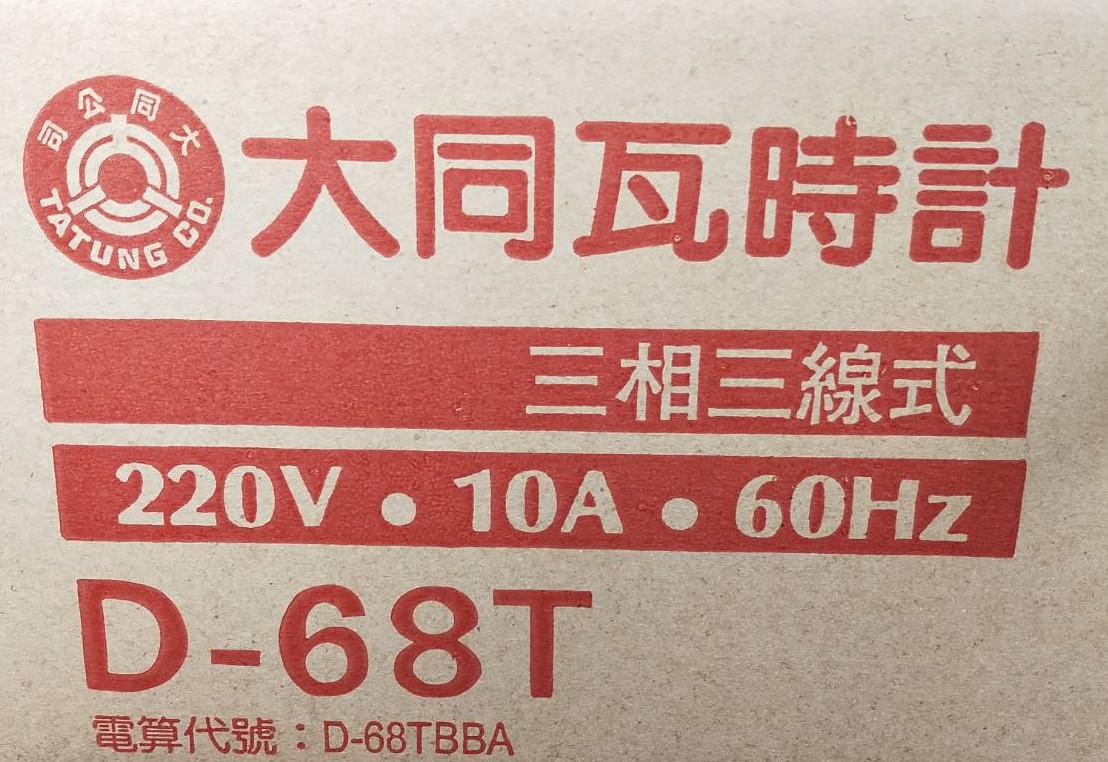 大同公司
TATUNG CO.
大同瓦時計
三相三線式
220V • 10A • 60Hz
D-68T
電算代號：D-68TBBA